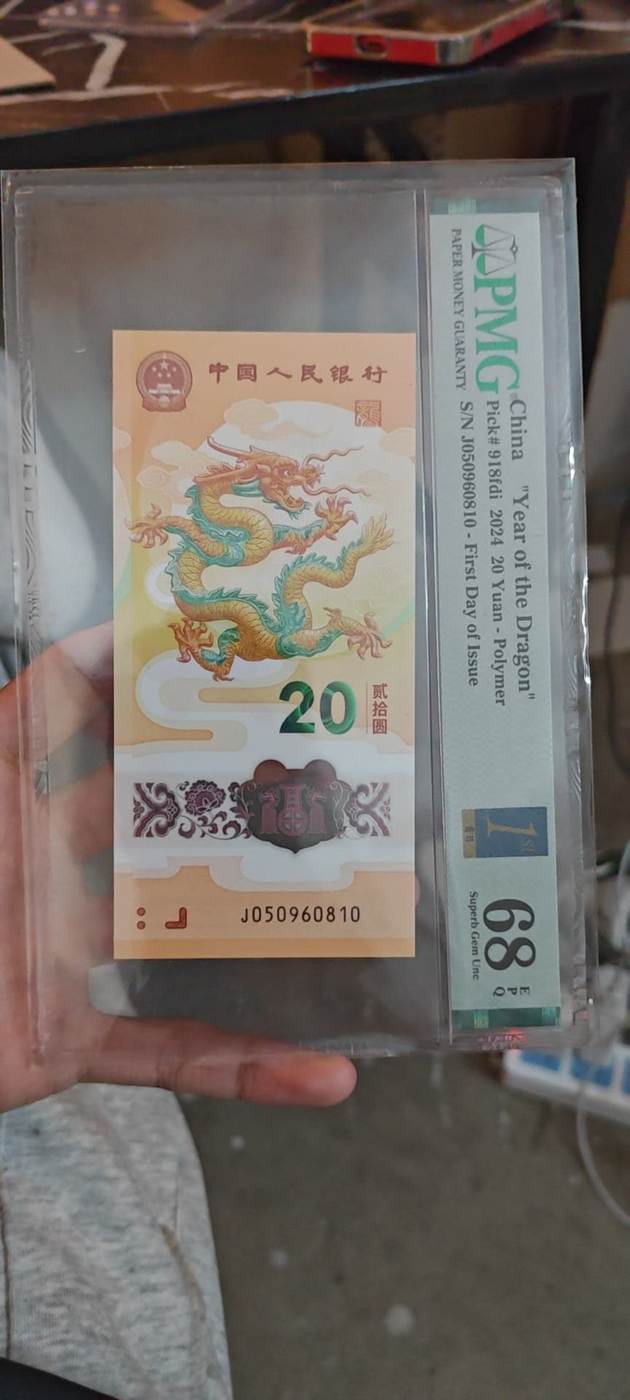 中国人民银行
20
贰拾圆
J050960810
PMG
PAPER MONEY GUARANTY
China "Year of the Dragon"
Pick# 918fdi 2024 20 Yuan - Polymer
S/N J050960810 - First Day of Issue
1st
68 EPQ
Superb Gem Unc